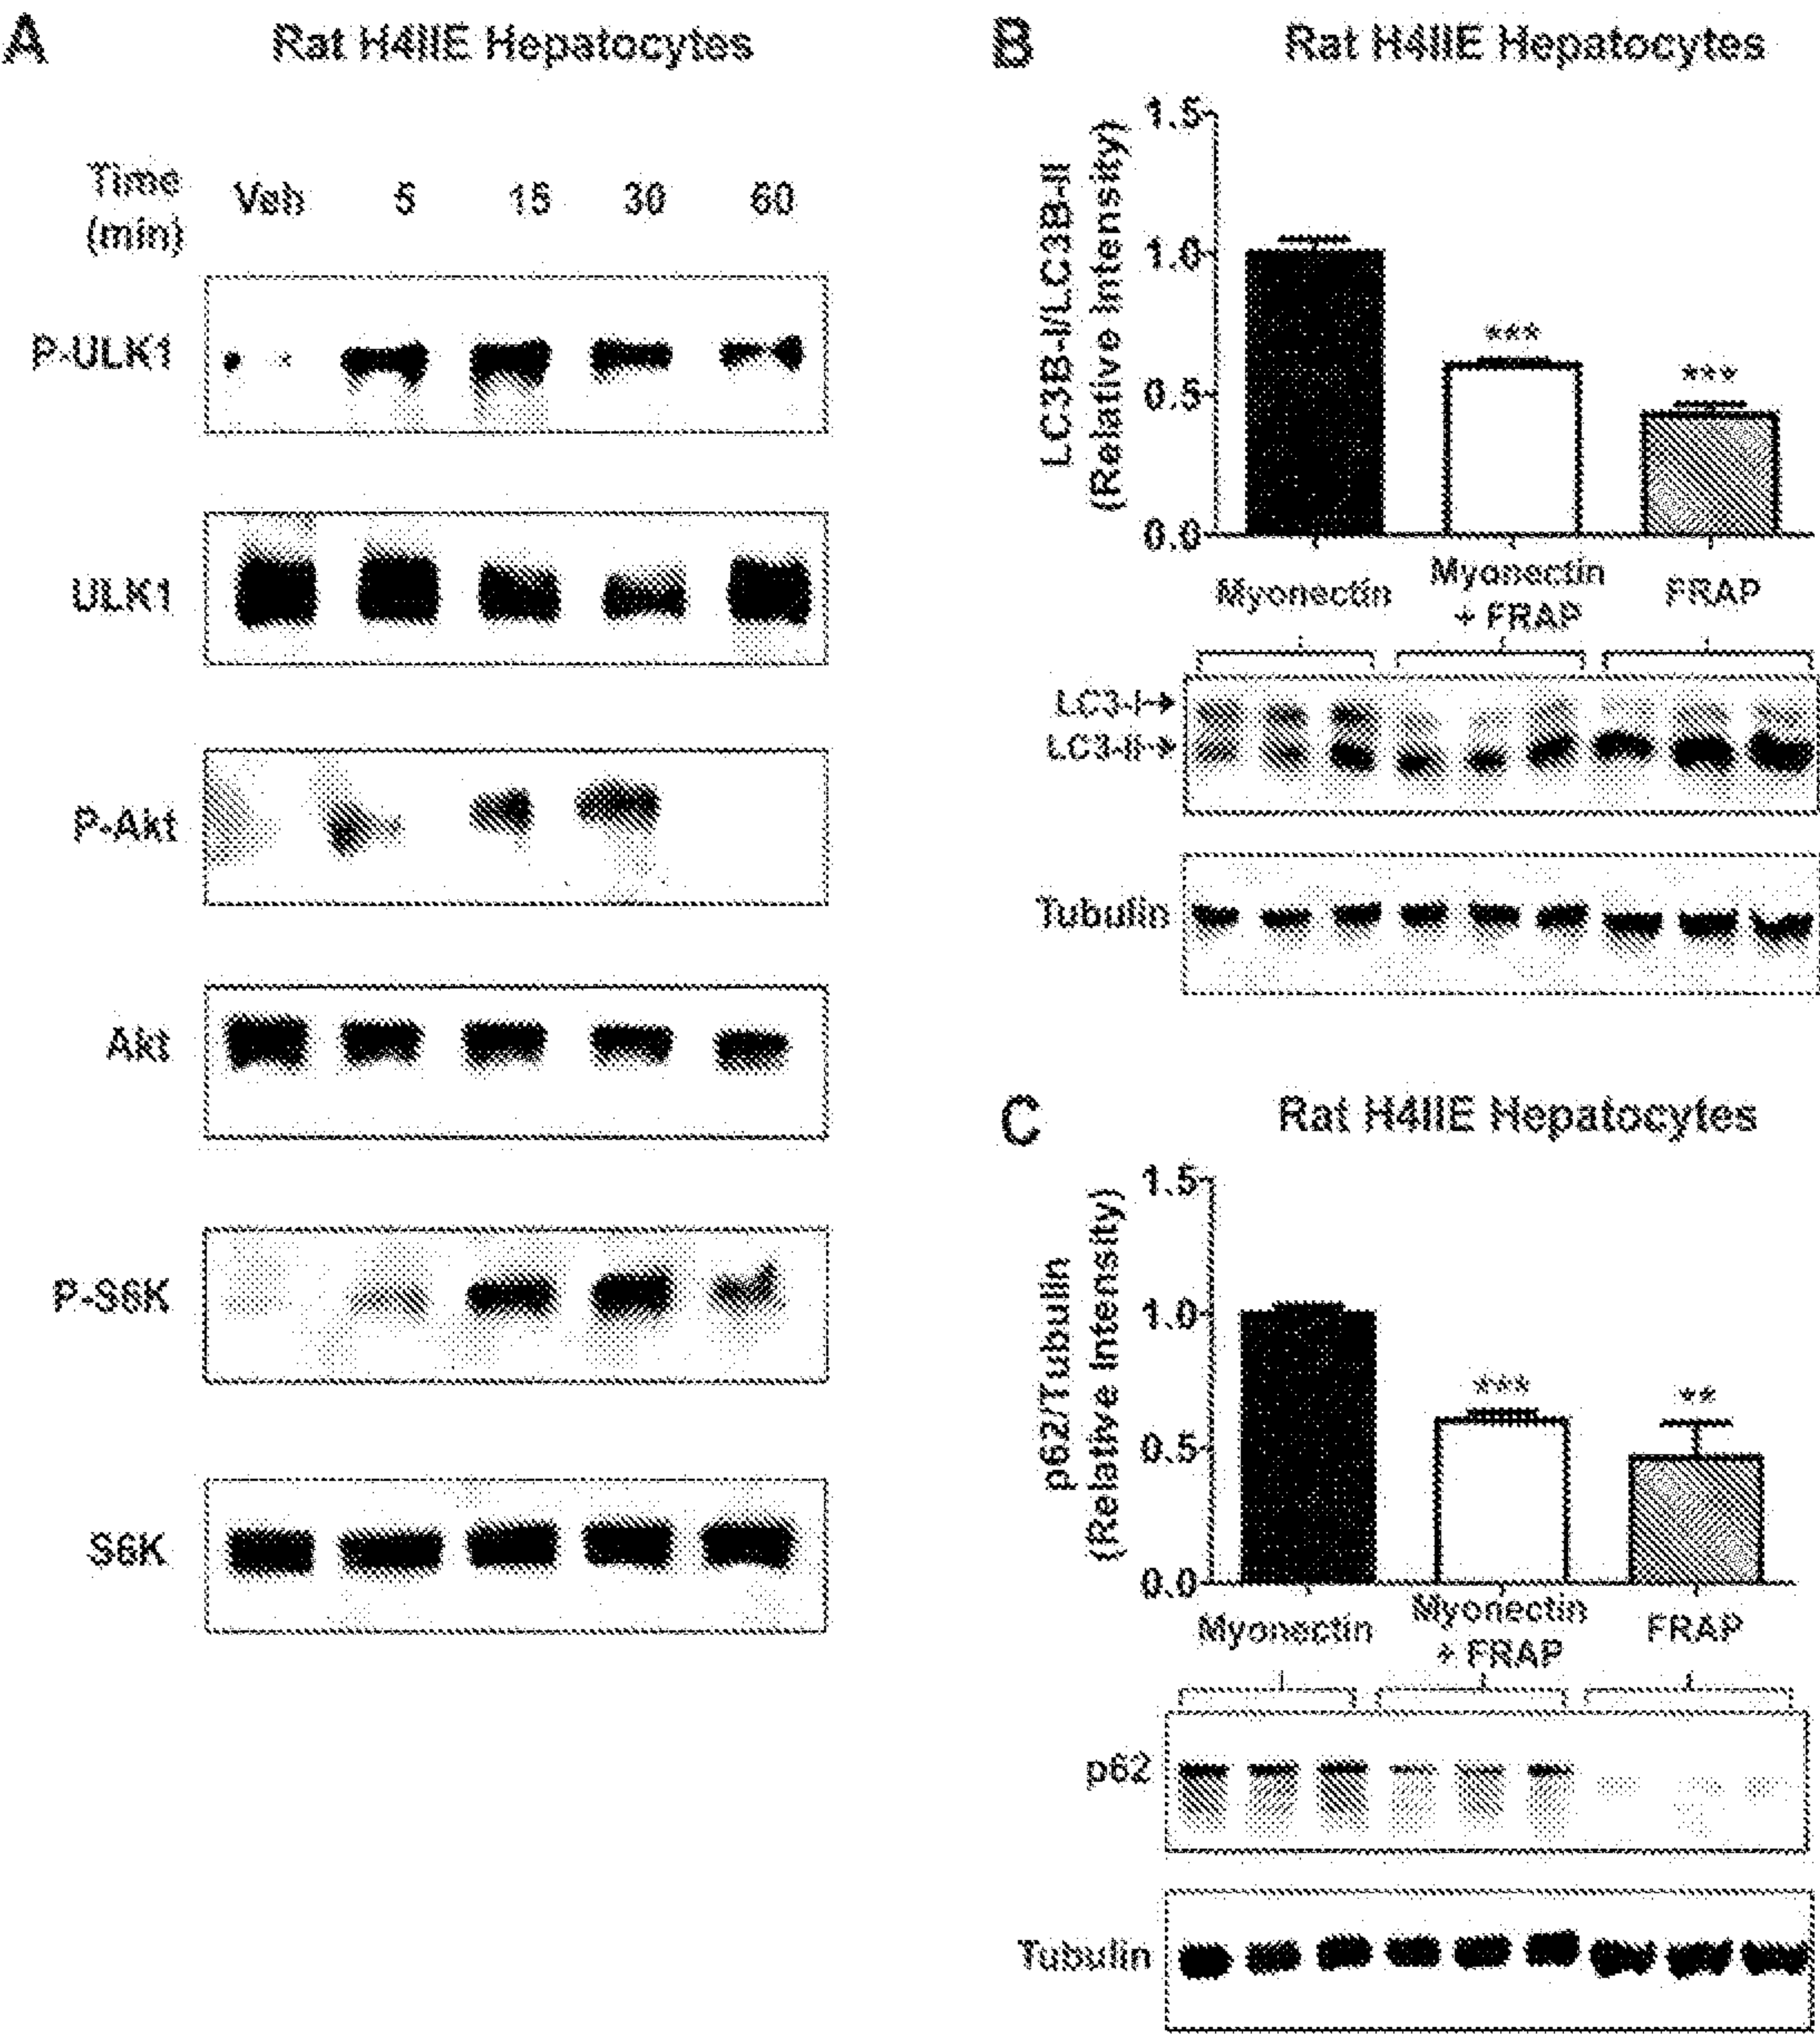 A
Rat H4IIE Hepatocytes
Time
(min)
Veh 5 15 30 60
P-ULK1
ULK1
P-Akt
Akt
P-S6K
S6K
B
Rat H4IIE Hepatocytes
LC3B-I/LC3B-II
(Relative Intensity)
1.5
1.0
0.5
0.0
***
***
Myonectin
Myonectin
+ FRAP
FRAP
LC3-I
LC3-II
Tubulin
C
Rat H4IIE Hepatocytes
p62/Tubulin
(Relative Intensity)
1.5
1.0
0.5
0.0
***
**
Myonectin
Myonectin
+ FRAP
FRAP
p62
Tubulin